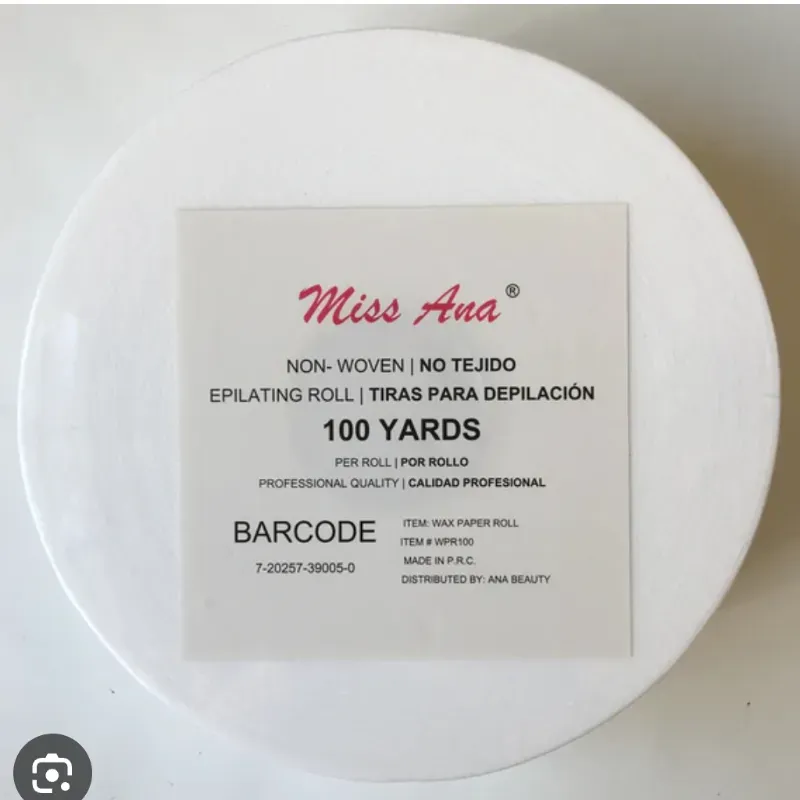 Miss Ana®
NON- WOVEN | NO TEJIDO
EPILATING ROLL | TIRAS PARA DEPILACIÓN
100 YARDS
PER ROLL | POR ROLLO
PROFESSIONAL QUALITY | CALIDAD PROFESIONAL
BARCODE
7-20257-39005-0
ITEM: WAX PAPER ROLL
ITEM # WPR100
MADE IN P.R.C.
DISTRIBUTED BY: ANA BEAUTY